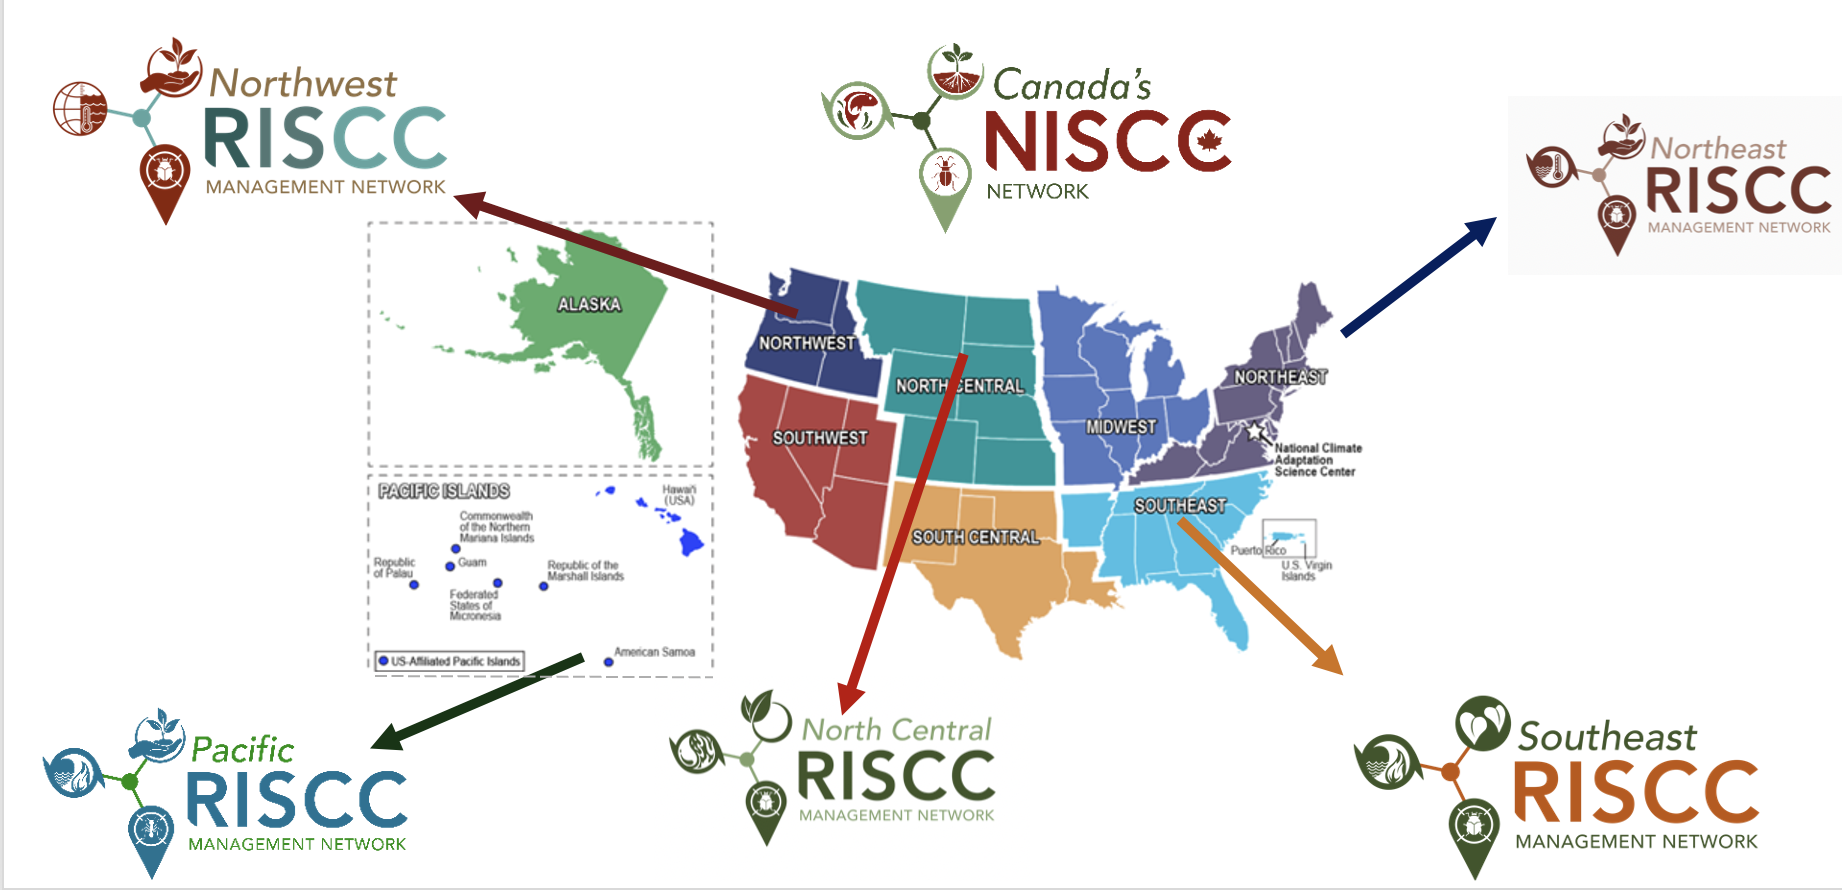 Northwest
RISCC
MANAGEMENT NETWORK
Canada's
NISCC
NETWORK
Northeast
RISCC
MANAGEMENT NETWORK
ALASKA
NORTHWEST
NORTH CENTRAL
NORTHEAST
MIDWEST
SOUTHWEST
National Climate
Adaptation
Science Center
SOUTHEAST
SOUTH CENTRAL
Puerto Rico
U.S. Virgin
Islands
PACIFIC ISLANDS
Hawai'i
(USA)
Commonwealth
of the Northern
Mariana Islands
Guam
Republic
of Palau
Republic of the
Marshall Islands
Federated
States of
Micronesia
American Samoa
US-Affiliated Pacific Islands
Pacific
RISCC
MANAGEMENT NETWORK
North Central
RISCC
MANAGEMENT NETWORK
Southeast
RISCC
MANAGEMENT NETWORK